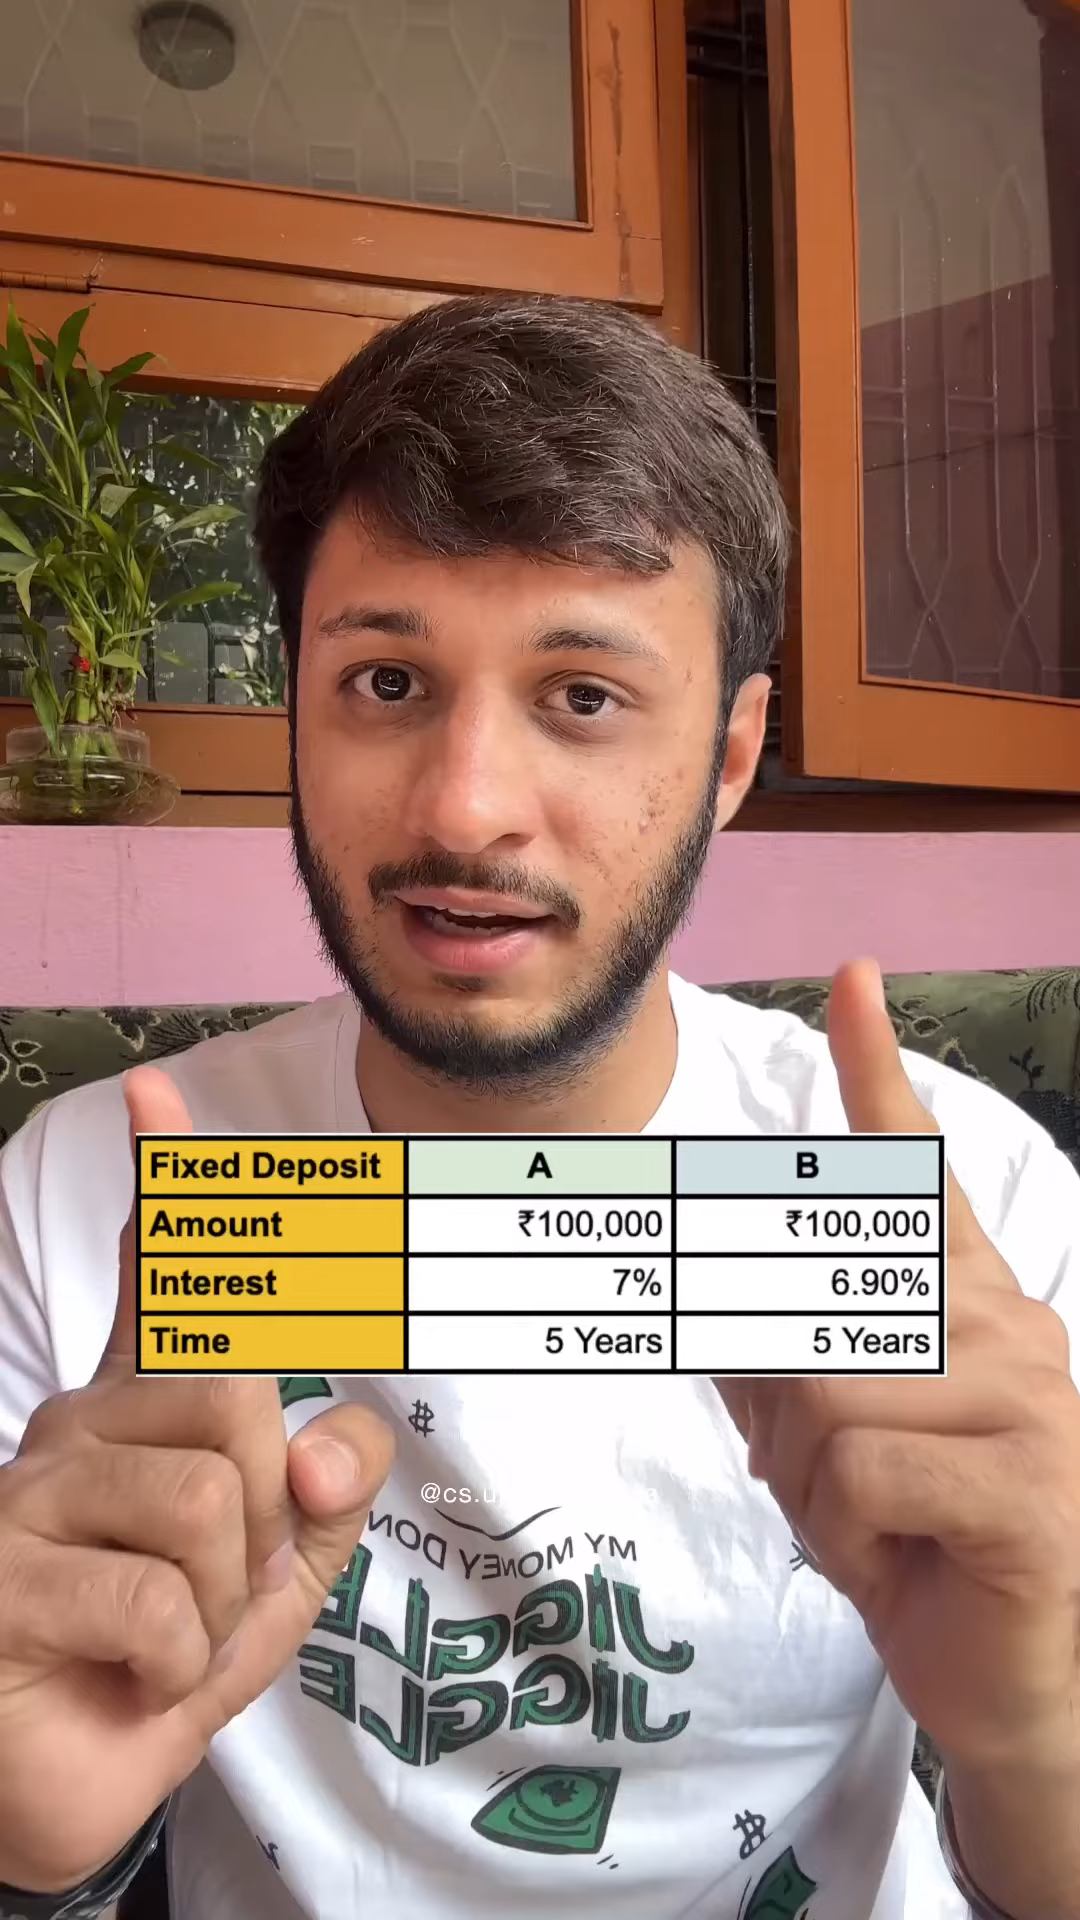 Fixed Deposit A B
Amount ₹100,000 ₹100,000
Interest 7% 6.90%
Time 5 Years 5 Years
@cs.u
MY MONEY DON
JIGGLE
JIGGLE